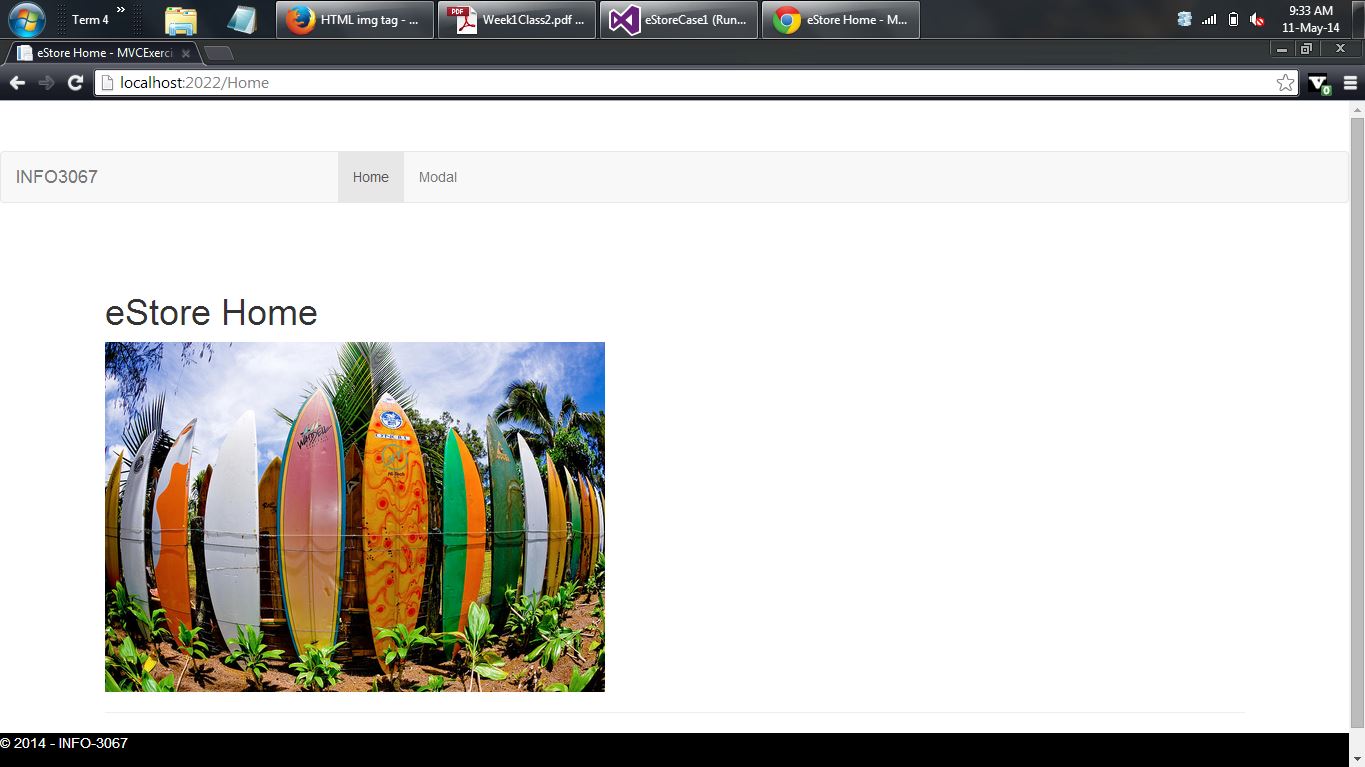 Term 4 »
HTML img tag - ...
Week1Class2.pdf ...
eStoreCase1 (Run...
eStore Home - M...
9:33 AM
11-May-14
eStore Home - MVCExerci
localhost:2022/Home
0
INFO3067
Home
Modal
eStore Home
© 2014 - INFO-3067